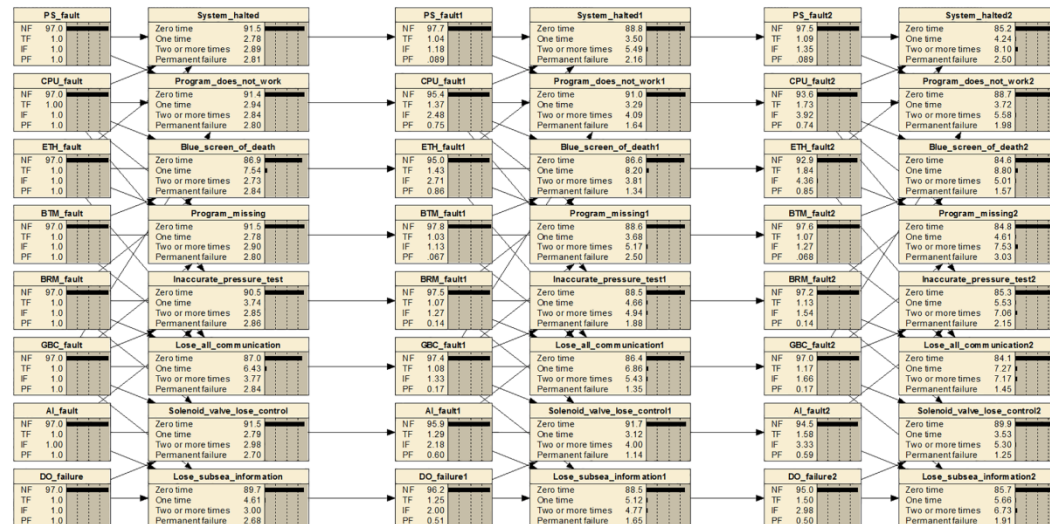 PS_fault
NF 97.0
TF 1.0
IF 1.0
PF 1.0
System_halted
Zero time 91.5
One time 2.78
Two or more times 2.89
Permanent failure 2.81
PS_fault1
NF 97.7
TF 1.04
IF 1.18
PF .089
System_halted1
Zero time 88.8
One time 3.50
Two or more times 5.49
Permanent failure 2.16
PS_fault2
NF 97.5
TF 1.09
IF 1.35
PF .089
System_halted2
Zero time 85.2
One time 4.24
Two or more times 8.10
Permanent failure 2.50
CPU_fault
NF 97.0
TF 1.00
IF 1.0
PF 1.0
Program_does_not_work
Zero time 91.4
One time 2.94
Two or more times 2.84
Permanent failure 2.80
CPU_fault1
NF 95.4
TF 1.37
IF 2.48
PF 0.75
Program_does_not_work1
Zero time 91.0
One time 3.29
Two or more times 4.09
Permanent failure 1.64
CPU_fault2
NF 93.6
TF 1.73
IF 3.92
PF 0.74
Program_does_not_work2
Zero time 88.7
One time 3.72
Two or more times 5.58
Permanent failure 1.98
ETH_fault
NF 97.0
TF 1.0
IF 1.0
PF 1.0
Blue_screen_of_death
Zero time 86.9
One time 7.54
Two or more times 2.73
Permanent failure 2.84
ETH_fault1
NF 95.0
TF 1.43
IF 2.71
PF 0.86
Blue_screen_of_death1
Zero time 86.6
One time 8.20
Two or more times 3.81
Permanent failure 1.34
ETH_fault2
NF 92.9
TF 1.84
IF 4.36
PF 0.85
Blue_screen_of_death2
Zero time 84.6
One time 8.80
Two or more times 5.01
Permanent failure 1.57
BTM_fault
NF 97.0
TF 1.0
IF 1.0
PF 1.0
Program_missing
Zero time 91.5
One time 2.78
Two or more times 2.90
Permanent failure 2.80
BTM_fault1
NF 97.8
TF 1.03
IF 1.13
PF .067
Program_missing1
Zero time 88.6
One time 3.68
Two or more times 5.17
Permanent failure 2.50
BTM_fault2
NF 97.6
TF 1.07
IF 1.27
PF .068
Program_missing2
Zero time 84.8
One time 4.61
Two or more times 7.53
Permanent failure 3.03
BRM_fault
NF 97.0
TF 1.0
IF 1.0
PF 1.0
Inaccurate_pressure_test
Zero time 90.5
One time 3.74
Two or more times 2.85
Permanent failure 2.86
BRM_fault1
NF 97.5
TF 1.07
IF 1.27
PF 0.14
Inaccurate_pressure_test1
Zero time 88.5
One time 4.66
Two or more times 4.94
Permanent failure 1.88
BRM_fault2
NF 97.2
TF 1.13
IF 1.54
PF 0.14
Inaccurate_pressure_test2
Zero time 85.3
One time 5.53
Two or more times 7.06
Permanent failure 2.15
GBC_fault
NF 97.0
TF 1.0
IF 1.0
PF 1.0
Lose_all_communication
Zero time 87.0
One time 6.43
Two or more times 3.77
Permanent failure 2.84
GBC_fault1
NF 97.4
TF 1.08
IF 1.33
PF 0.17
Lose_all_communication1
Zero time 86.4
One time 6.86
Two or more times 5.43
Permanent failure 1.35
GBC_fault2
NF 97.0
TF 1.17
IF 1.66
PF 0.17
Lose_all_communication2
Zero time 84.1
One time 7.27
Two or more times 7.17
Permanent failure 1.45
AI_fault
NF 97.0
TF 1.0
IF 1.00
PF 1.0
Solenoid_valve_lose_control
Zero time 91.5
One time 2.79
Two or more times 2.98
Permanent failure 2.70
AI_fault1
NF 95.9
TF 1.29
IF 2.18
PF 0.60
Solenoid_valve_lose_control1
Zero time 91.7
One time 3.12
Two or more times 4.00
Permanent failure 1.14
AI_fault2
NF 94.5
TF 1.58
IF 3.33
PF 0.59
Solenoid_valve_lose_control2
Zero time 89.9
One time 3.53
Two or more times 5.30
Permanent failure 1.25
DO_failure
NF 97.0
TF 1.0
IF 1.0
PF 1.0
Lose_subsea_information
Zero time 89.7
One time 4.61
Two or more times 3.00
Permanent failure 2.68
DO_failure1
NF 96.2
TF 1.25
IF 2.00
PF 0.51
Lose_subsea_information1
Zero time 88.5
One time 5.12
Two or more times 4.77
Permanent failure 1.65
DO_failure2
NF 95.0
TF 1.50
IF 2.98
PF 0.50
Lose_subsea_information2
Zero time 85.7
One time 5.66
Two or more times 6.73
Permanent failure 1.91